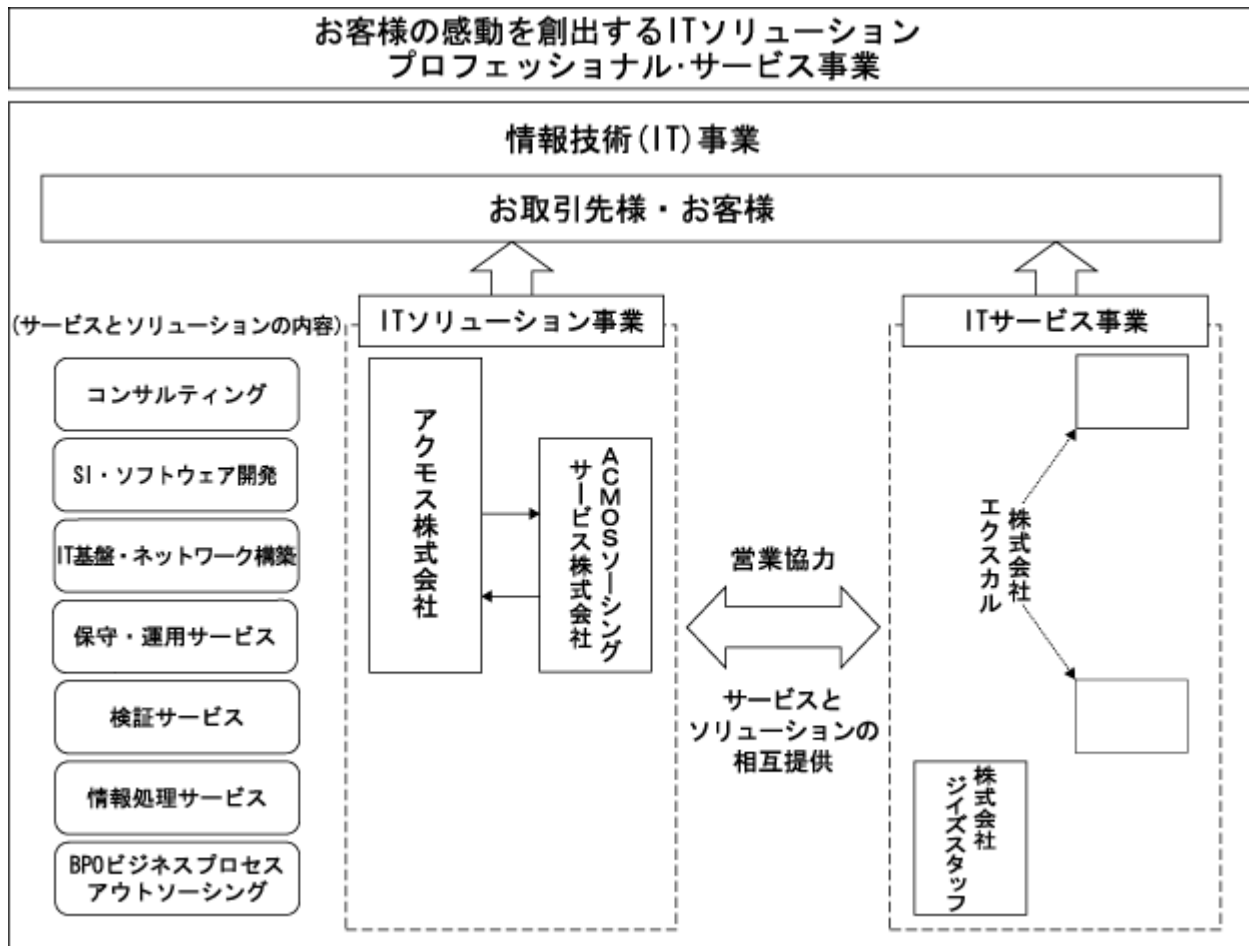 お客様の感動を創出するITソリューション
プロフェッショナル･サービス事業
情報技術(IT)事業
お取引先様・お客様
(サービスとソリューションの内容)
ITソリューション事業
ITサービス事業
コンサルティング
SI・ソフトウェア開発
IT基盤・ネットワーク構築
保守・運用サービス
検証サービス
情報処理サービス
BPOビジネスプロセス
アウトソーシング
アクモス株式会社
ACMOSソーシング
サービス株式会社
営業協力
サービスと
ソリューションの
相互提供
株式会社
エクスカル
株式会社
ジイズスタッフ